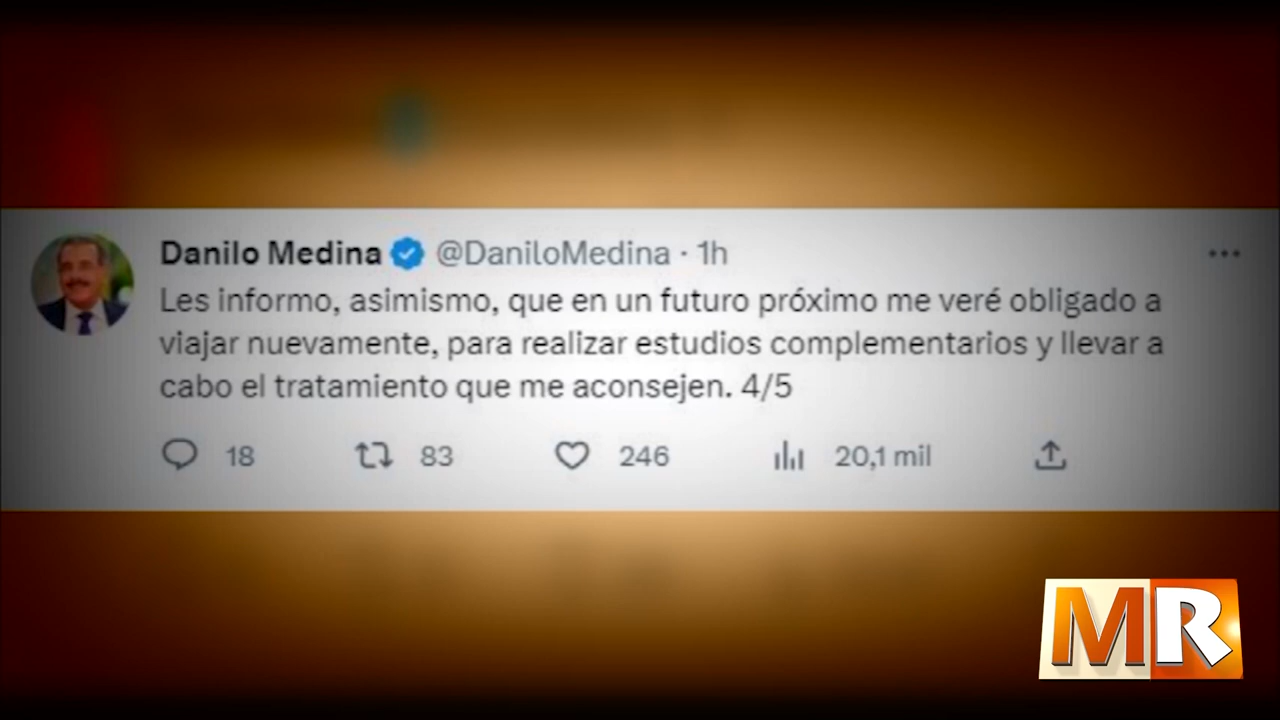 Danilo Medina @DaniloMedina · 1h
Les informo, asimismo, que en un futuro próximo me veré obligado a
viajar nuevamente, para realizar estudios complementarios y llevar a
cabo el tratamiento que me aconsejen. 4/5
18 83 246 20,1 mil
MR